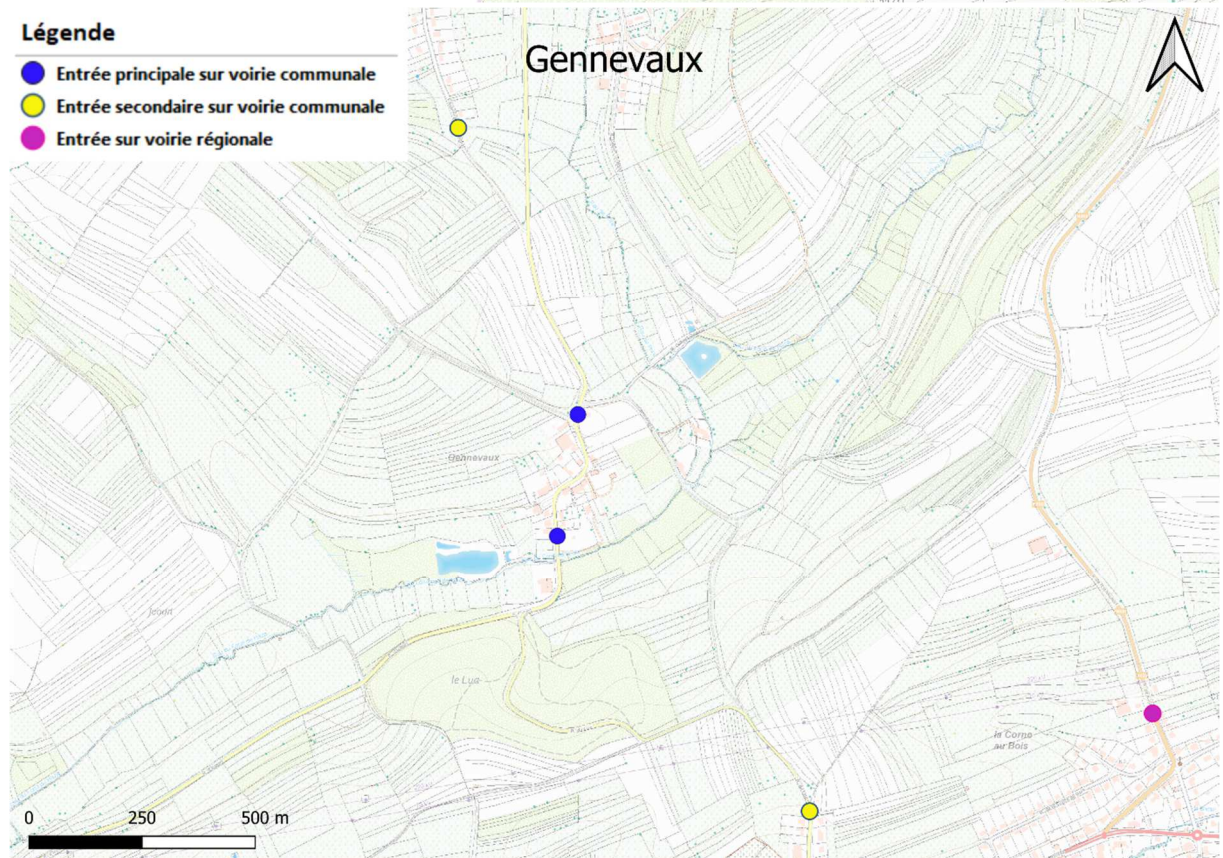 Légende
Entrée principale sur voirie communale
Entrée secondaire sur voirie communale
Entrée sur voirie régionale
Gennevaux
Gennevaux
le Lua
la Corne
au Bois
0 250 500 m